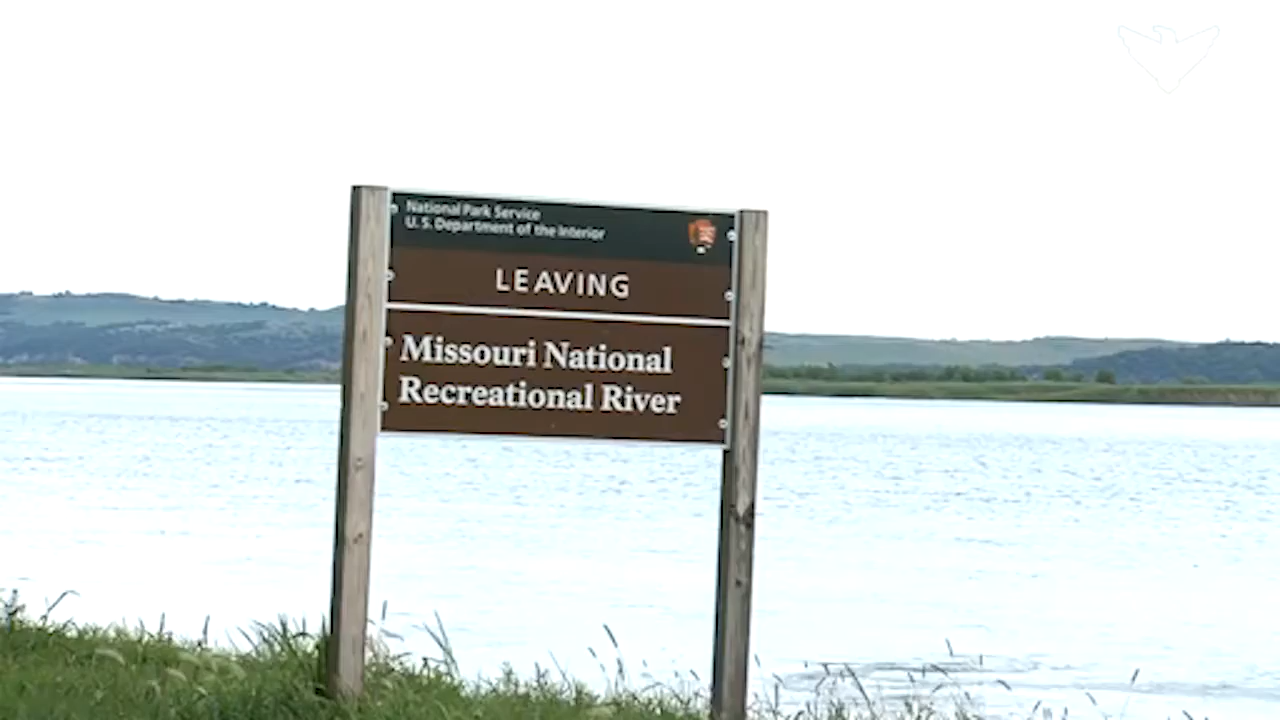 National Park Service
U.S. Department of the Interior
LEAVING
Missouri National
Recreational River